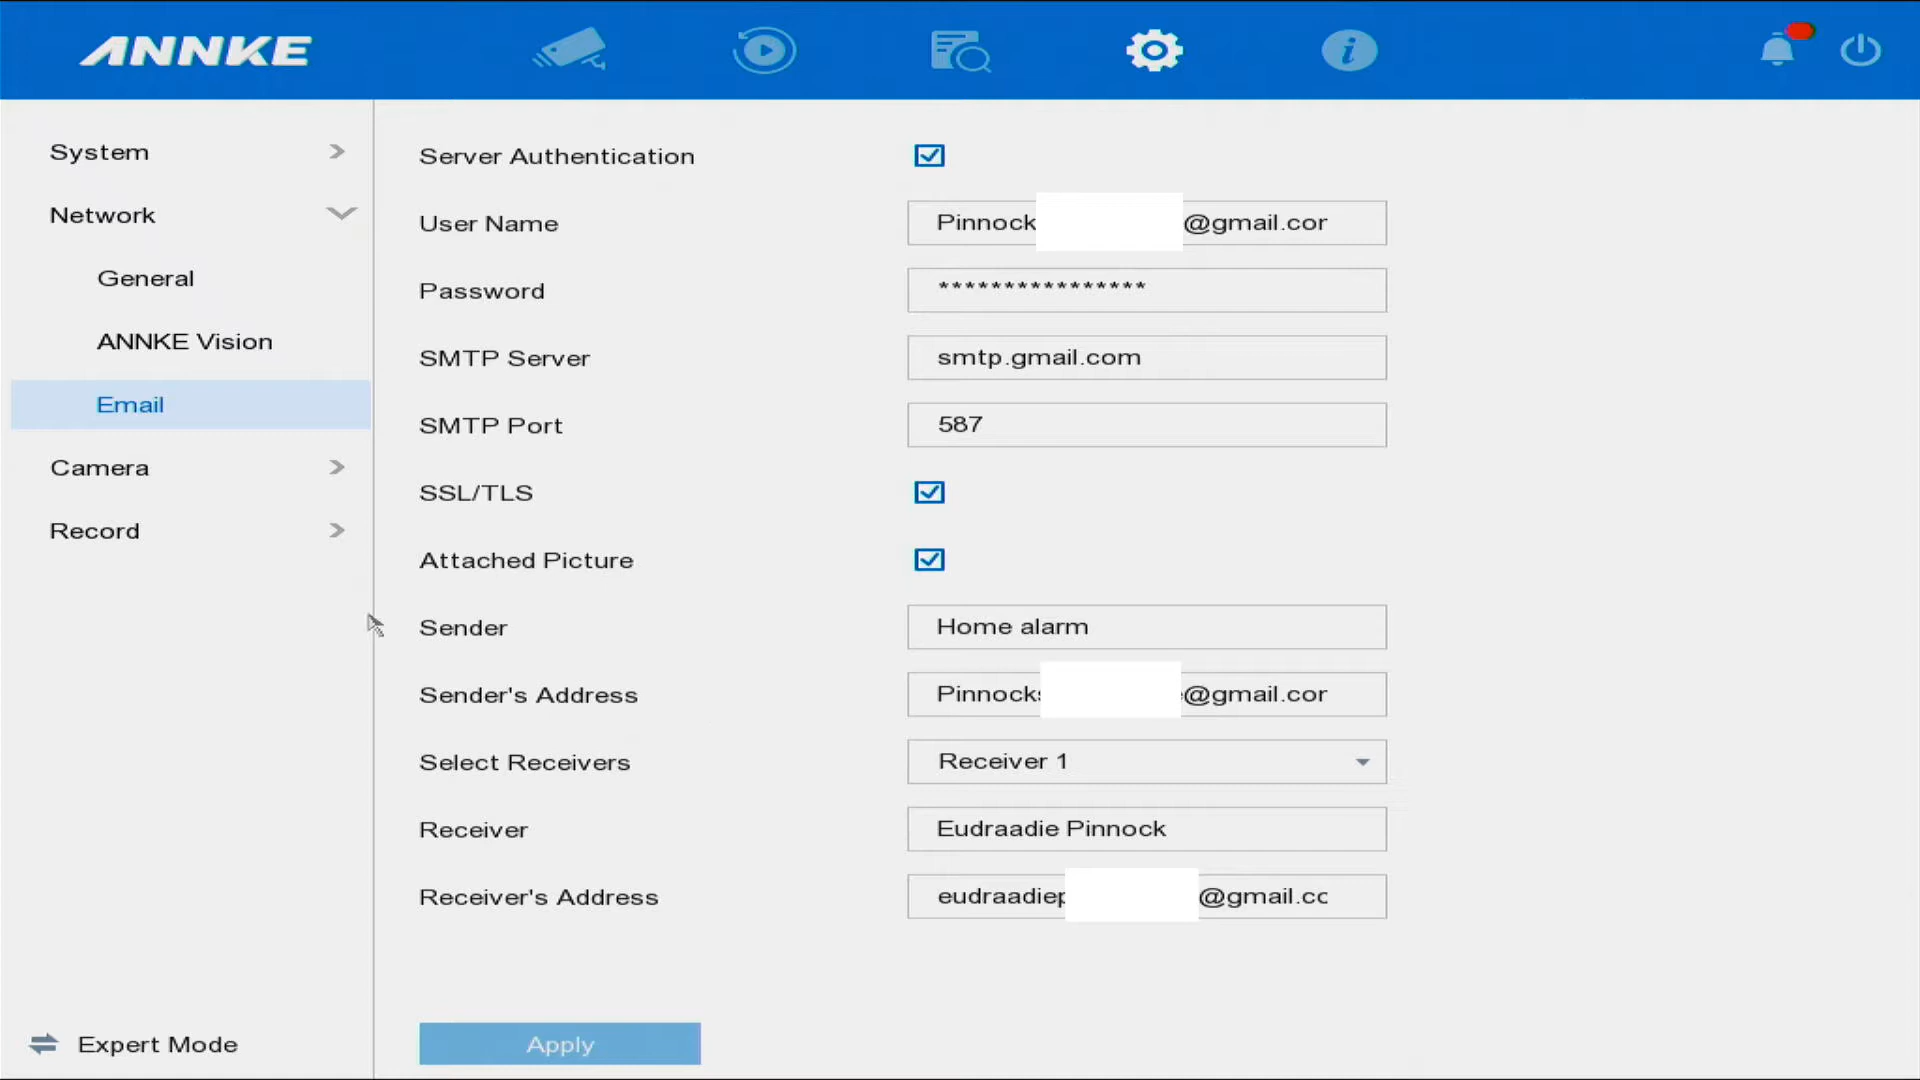 ANNKE
System
Network
General
ANNKE Vision
Email
Camera
Record
Expert Mode
Server Authentication
User Name Pinnock @gmail.cor
Password ****************
SMTP Server smtp.gmail.com
SMTP Port 587
SSL/TLS
Attached Picture
Sender Home alarm
Sender's Address Pinnocks @gmail.cor
Select Receivers Receiver 1
Receiver Eudraadie Pinnock
Receiver's Address eudraadiep @gmail.cc
Apply